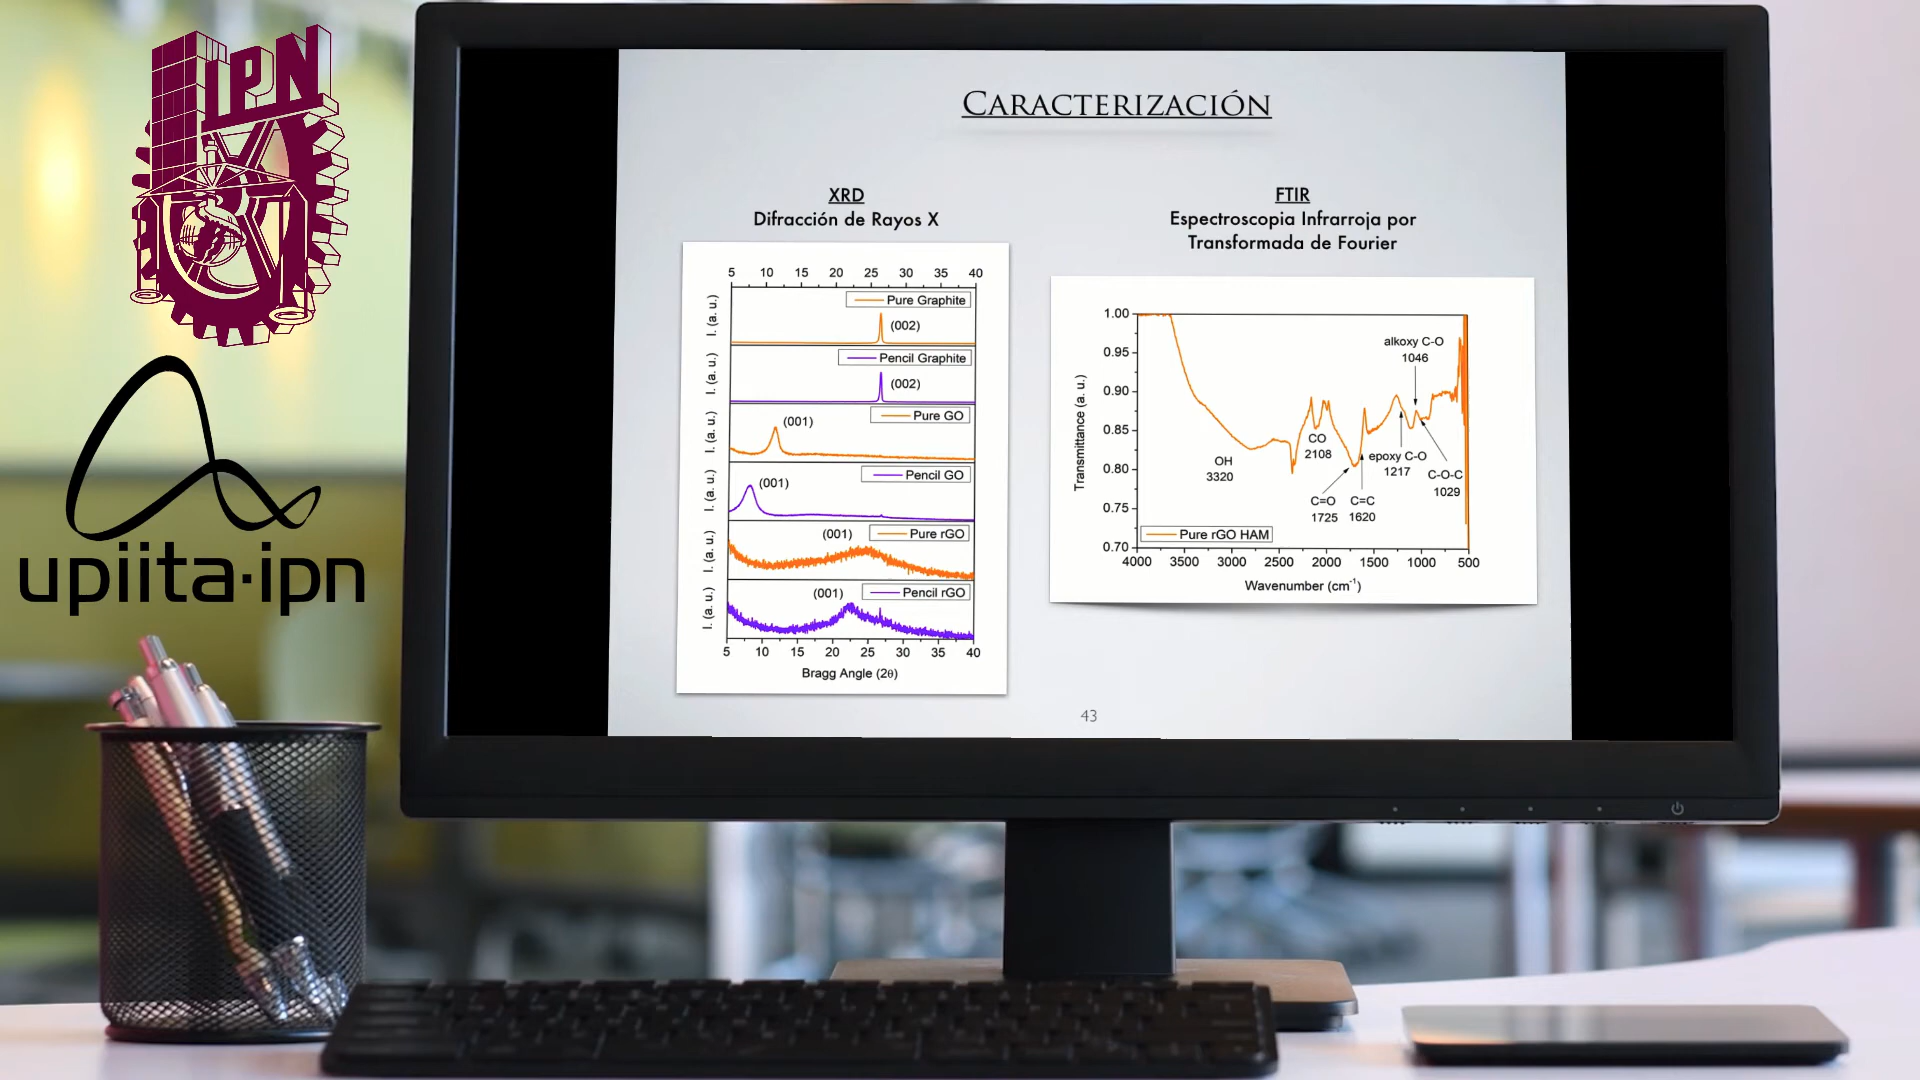 IPN
upiita·ipn
CARACTERIZACIÓN
XRD
Difracción de Rayos X
5 10 15 20 25 30 35 40
I. (a. u.)
Pure Graphite
(002)
I. (a. u.)
Pencil Graphite
(002)
I. (a. u.)
Pure GO
(001)
I. (a. u.)
Pencil GO
(001)
I. (a. u.)
Pure rGO
(001)
I. (a. u.)
Pencil rGO
(001)
5 10 15 20 25 30 35 40
Bragg Angle (2θ)
FTIR
Espectroscopia Infrarroja por
Transformada de Fourier
Transmittance (a. u.)
1.00
0.95
0.90
0.85
0.80
0.75
0.70
alkoxy C-O
1046
OH
3320
CO
2108
epoxy C-O
1217
C-O-C
1029
C=O
1725
C=C
1620
Pure rGO HAM
4000 3500 3000 2500 2000 1500 1000 500
Wavenumber (cm⁻¹)
43